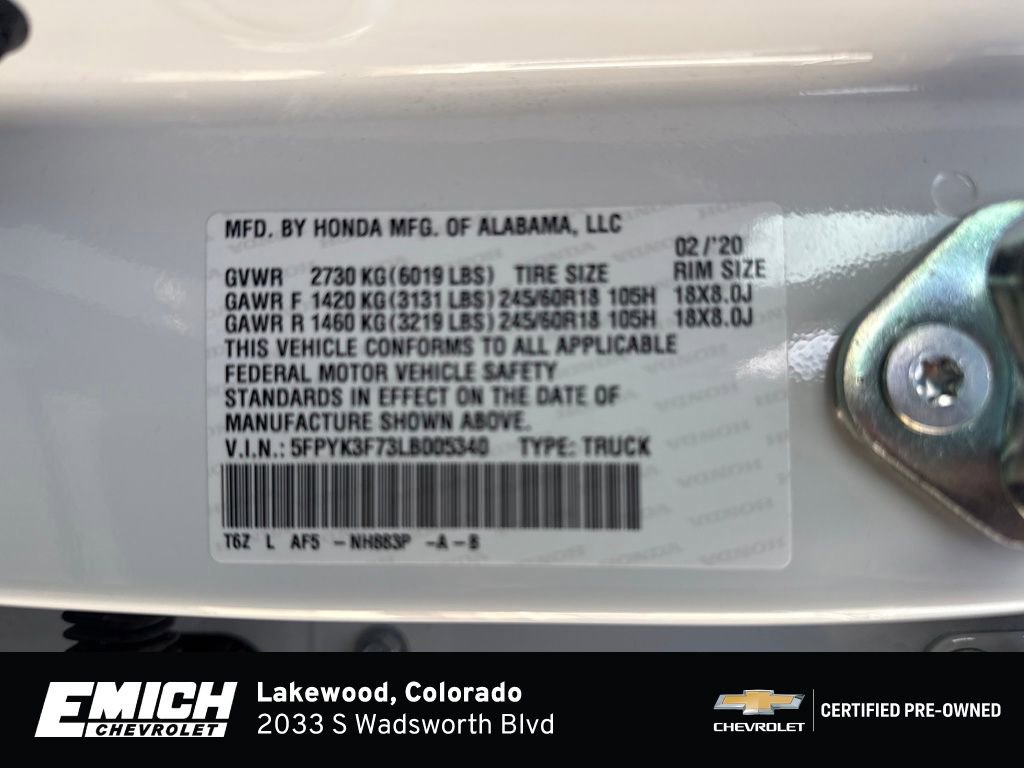 MFD. BY HONDA MFG. OF ALABAMA, LLC
02/'20
GVWR 2730 KG(6019 LBS) TIRE SIZE RIM SIZE
GAWR F 1420 KG(3131 LBS) 245/60R18 105H 18X8.0J
GAWR R 1460 KG(3219 LBS) 245/60R18 105H 18X8.0J
THIS VEHICLE CONFORMS TO ALL APPLICABLE
FEDERAL MOTOR VEHICLE SAFETY
STANDARDS IN EFFECT ON THE DATE OF
MANUFACTURE SHOWN ABOVE.
V.I.N.: 5FPYK3F73LB005340 TYPE: TRUCK
T6Z L AF5 -NH883P -A-B
EMICH
CHEVROLET
Lakewood, Colorado
2033 S Wadsworth Blvd
CHEVROLET
CERTIFIED PRE-OWNED